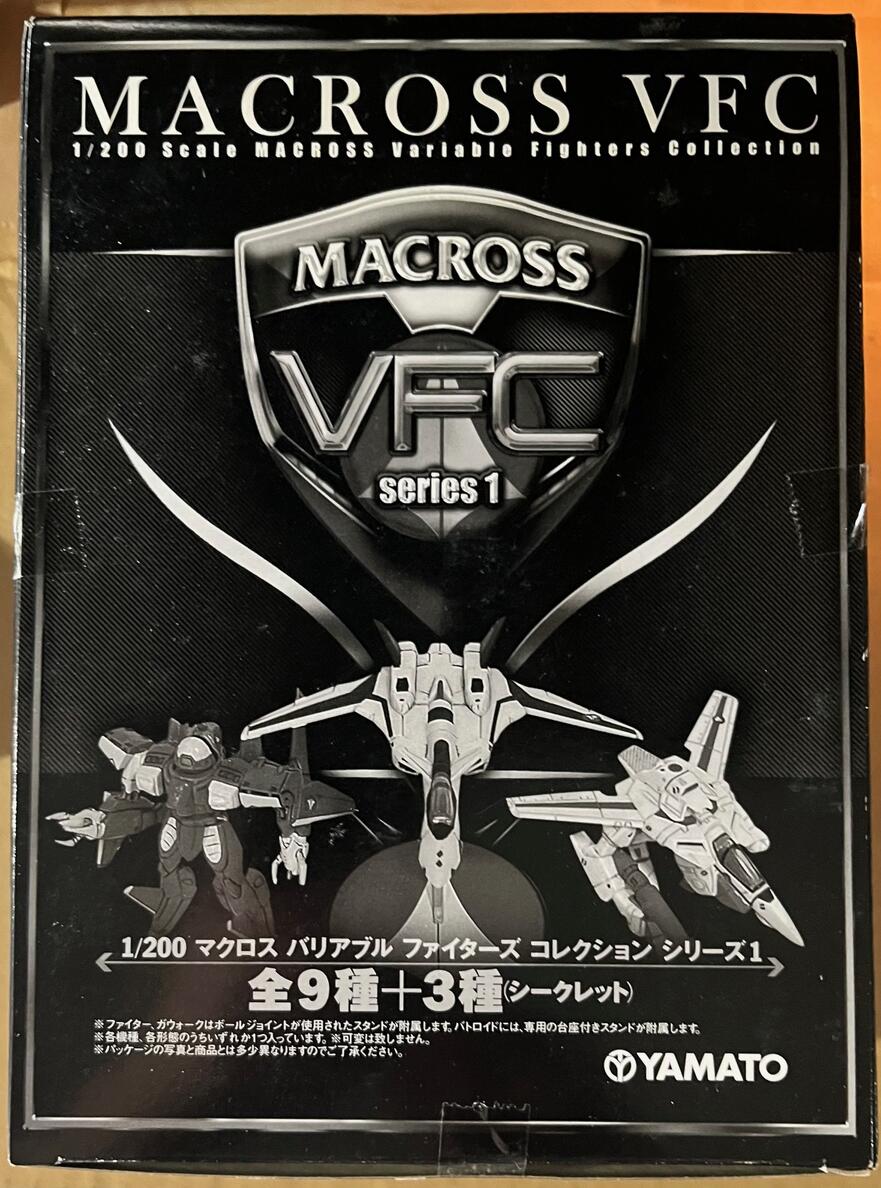 MACROSS VFC
1/200 Scale MACROSS Variable Fighters Collection
MACROSS
VFC
series 1
1/200 マクロス バリアブル ファイターズ コレクション シリーズ1
全9種＋3種(シークレット)
※ファイター、ガウォークはボールジョイントが使用されたスタンドが附属します。バトロイドには、専用の台座付きスタンドが附属します。
※各機種、各形態のうちいずれか1つ入っています。※可変は致しません。
※パッケージの写真と商品とは多少異なりますのでご了承ください。
YAMATO